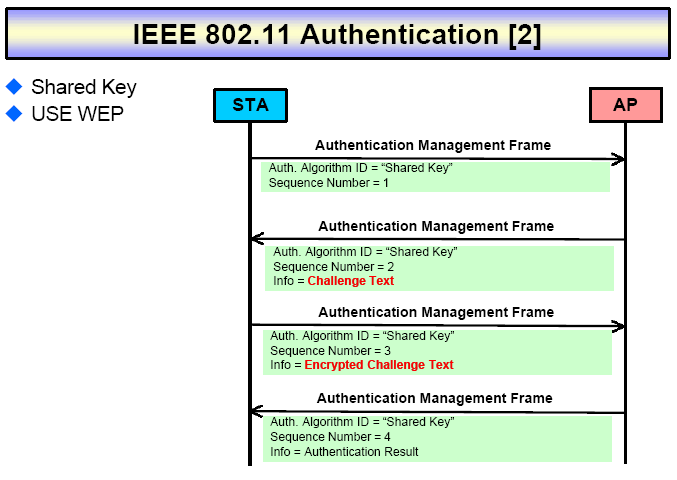 IEEE 802.11 Authentication [2]
Shared Key
USE WEP
STA
AP
Authentication Management Frame
Auth. Algorithm ID = “Shared Key”
Sequence Number = 1
Authentication Management Frame
Auth. Algorithm ID = “Shared Key”
Sequence Number = 2
Info = Challenge Text
Authentication Management Frame
Auth. Algorithm ID = “Shared Key”
Sequence Number = 3
Info = Encrypted Challenge Text
Authentication Management Frame
Auth. Algorithm ID = “Shared Key”
Sequence Number = 4
Info = Authentication Result